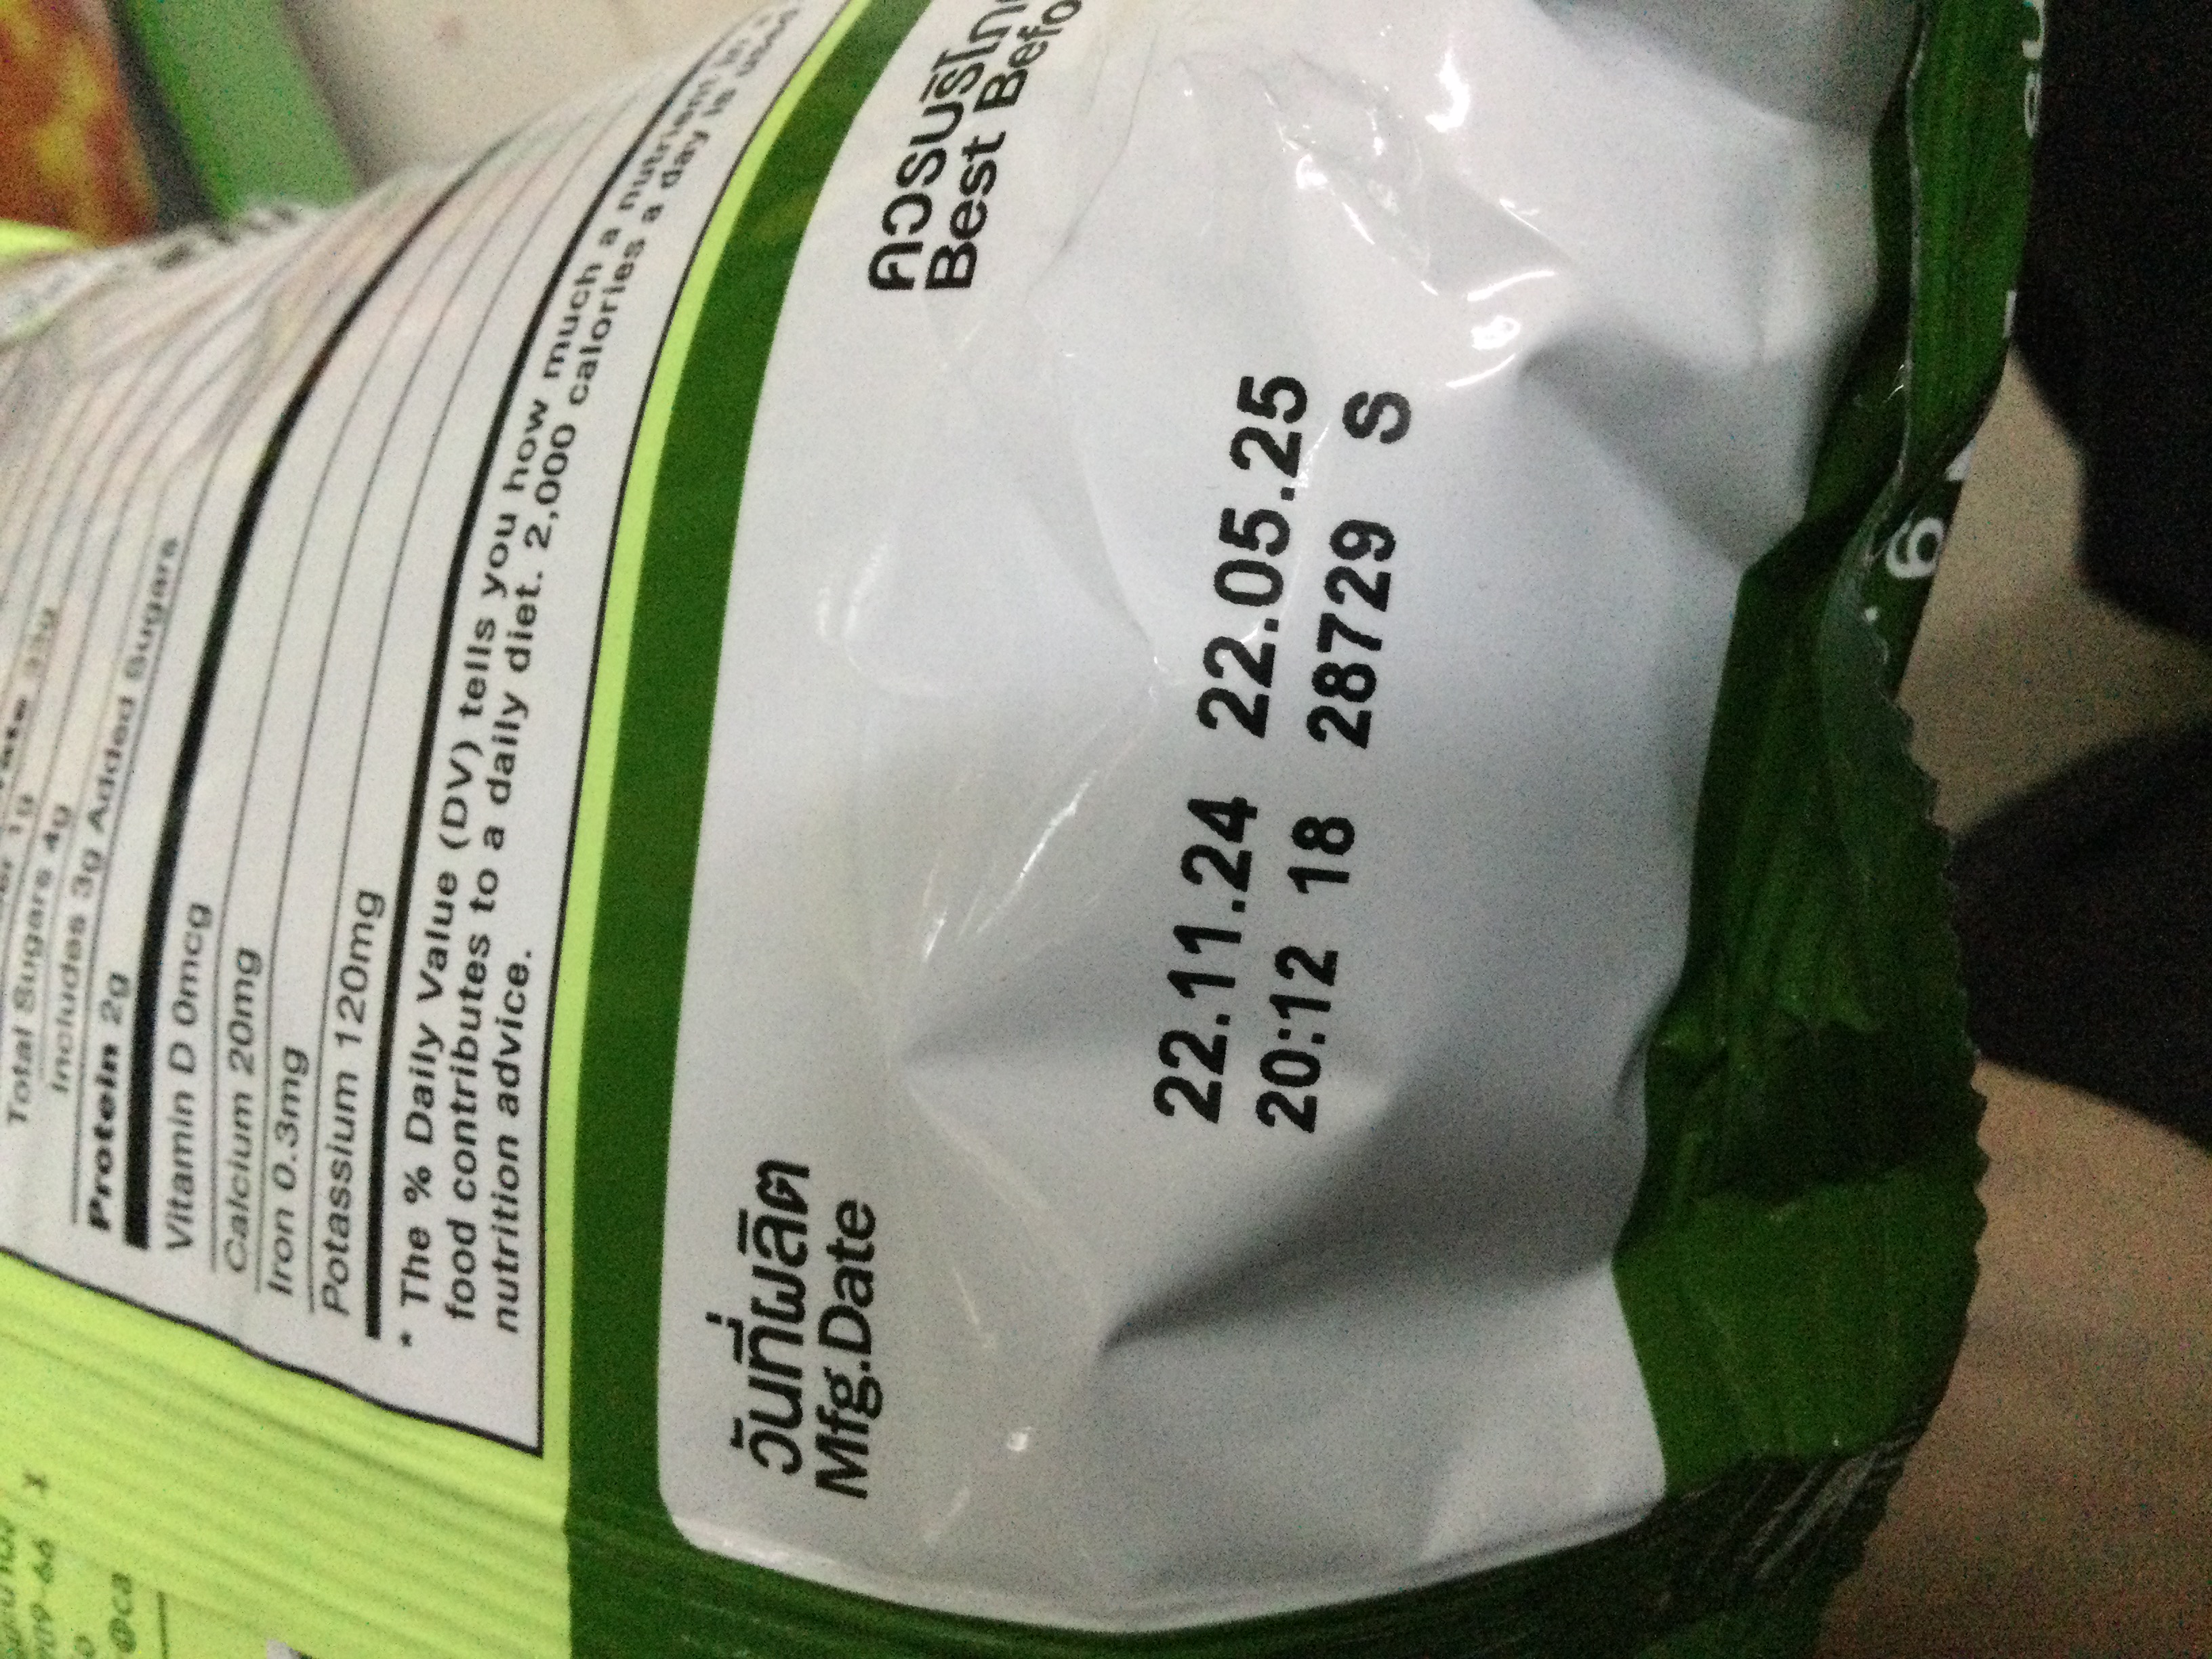 Total Sugars 4g
Includes 3g Added Sugars
Protein 2g
Vitamin D 0mcg
Calcium 20mg
Iron 0.3mg
Potassium 120mg
* The % Daily Value (DV) tells you how much a nutrient in a
food contributes to a daily diet. 2,000 calories a day is used
nutrition advice.
วันที่ผลิต
Mfg.Date
ควรบริโภค
Best Befo
22.11.24 22.05.25
20:12 18 28729 S